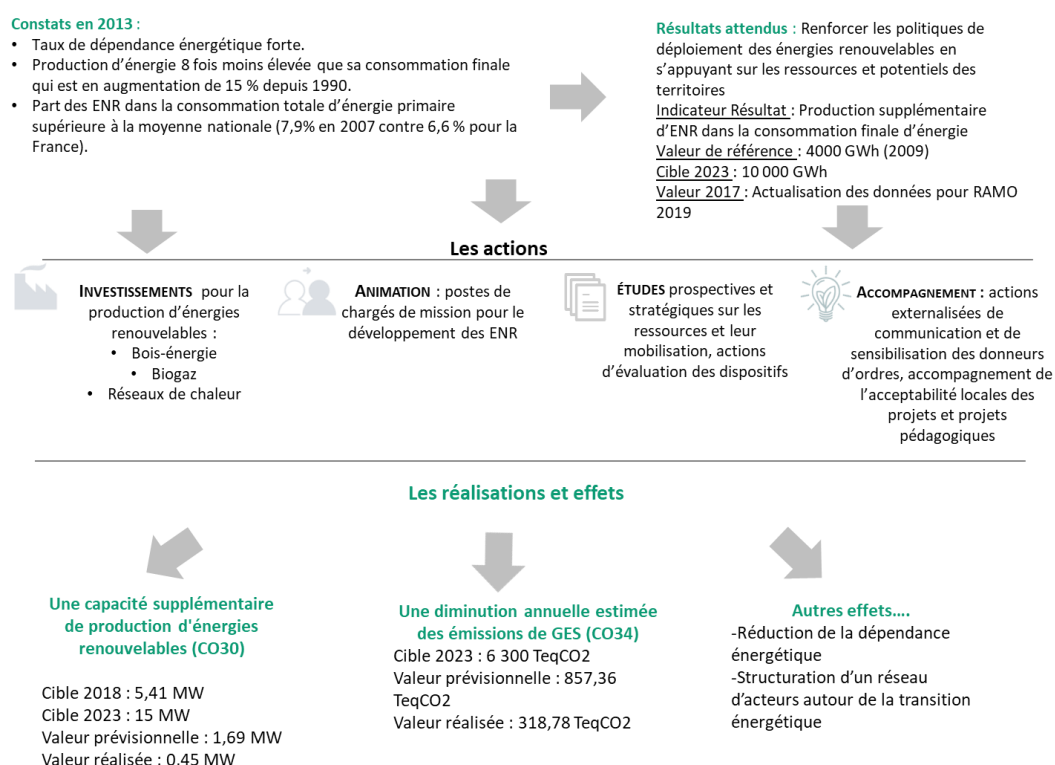 Constats en 2013 :
• Taux de dépendance énergétique forte.
• Production d'énergie 8 fois moins élevée que sa consommation finale
qui est en augmentation de 15 % depuis 1990.
• Part des ENR dans la consommation totale d'énergie primaire
supérieure à la moyenne nationale (7,9% en 2007 contre 6,6 % pour la
France).
Résultats attendus : Renforcer les politiques de
déploiement des énergies renouvelables en
s'appuyant sur les ressources et potentiels des
territoires
Indicateur Résultat : Production supplémentaire
d'ENR dans la consommation finale d'énergie
Valeur de référence : 4000 GWh (2009)
Cible 2023 : 10 000 GWh
Valeur 2017 : Actualisation des données pour RAMO
2019
Les actions
INVESTISSEMENTS pour la
production d'énergies
renouvelables :
• Bois-énergie
• Biogaz
• Réseaux de chaleur
ANIMATION : postes de
chargés de mission pour le
développement des ENR
ÉTUDES prospectives et
stratégiques sur les
ressources et leur
mobilisation, actions
d'évaluation des dispositifs
ACCOMPAGNEMENT : actions
externalisées de
communication et de
sensibilisation des donneurs
d'ordres, accompagnement de
l'acceptabilité locales des
projets et projets
pédagogiques
Les réalisations et effets
Une capacité supplémentaire
de production d'énergies
renouvelables (CO30)
Cible 2018 : 5,41 MW
Cible 2023 : 15 MW
Valeur prévisionnelle : 1,69 MW
Valeur réalisée : 0,45 MW
Une diminution annuelle estimée
des émissions de GES (CO34)
Cible 2023 : 6 300 TeqCO2
Valeur prévisionnelle : 857,36
TeqCO2
Valeur réalisée : 318,78 TeqCO2
Autres effets….
-Réduction de la dépendance
énergétique
-Structuration d'un réseau
d'acteurs autour de la transition
énergétique